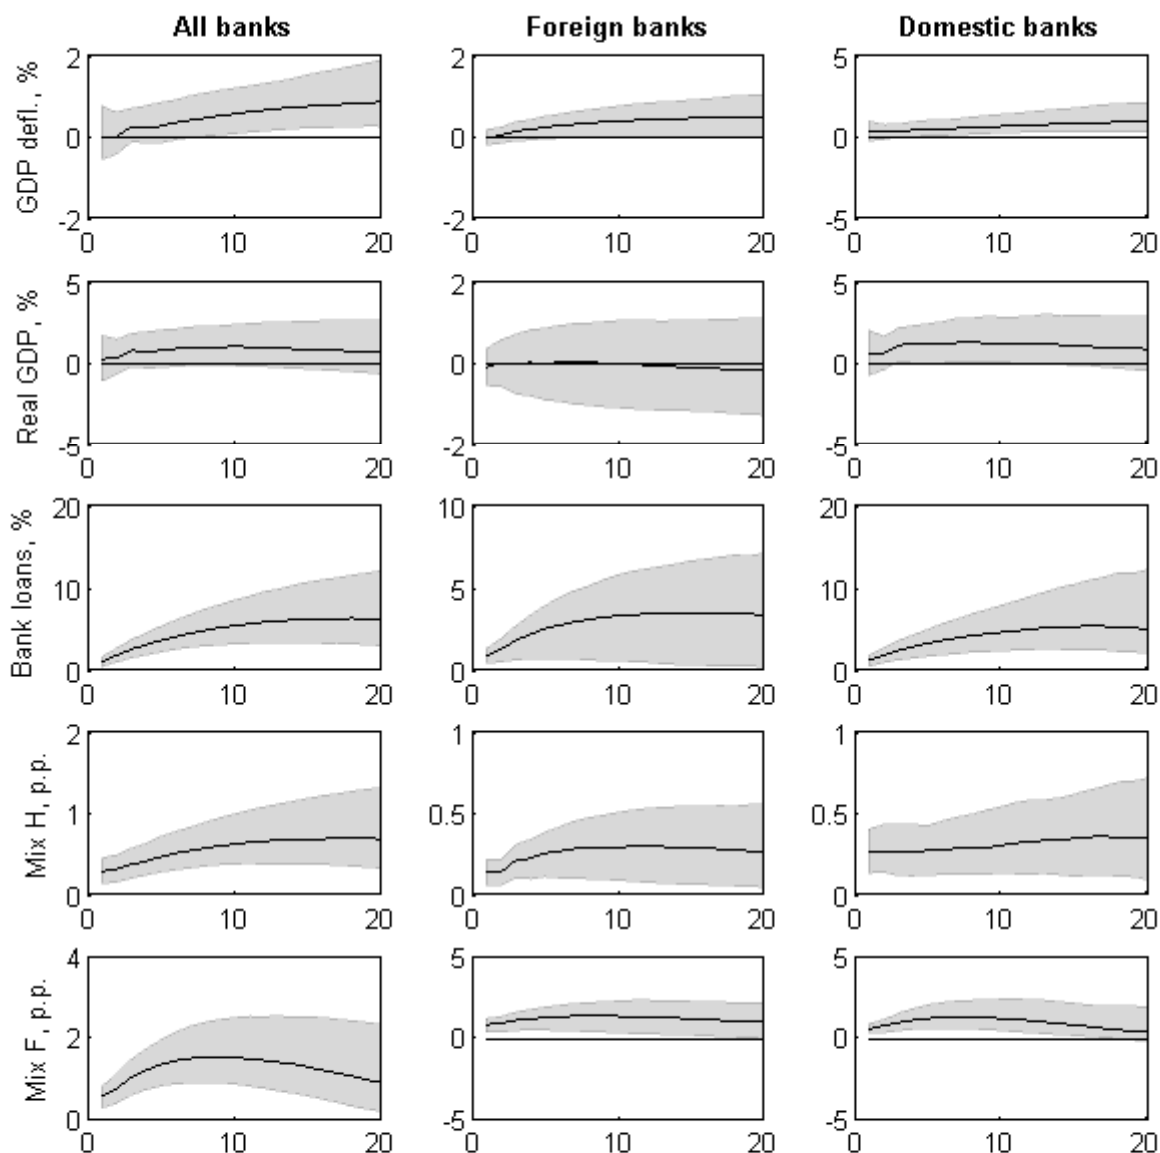 All banks Foreign banks Domestic banks
GDP defl., %
2 2 5
0 0 0
-2 -2 -5
0 10 20 0 10 20 0 10 20
Real GDP, %
5 2 5
0 0 0
-5 -2 -5
0 10 20 0 10 20 0 10 20
Bank loans, %
20 10 20
10 5 10
0 0 0
0 10 20 0 10 20 0 10 20
Mix H, p.p.
2 1 1
1 0.5 0.5
0 0 0
0 10 20 0 10 20 0 10 20
Mix F, p.p.
4 5 5
2 0 0
0 -5 -5
0 10 20 0 10 20 0 10 20